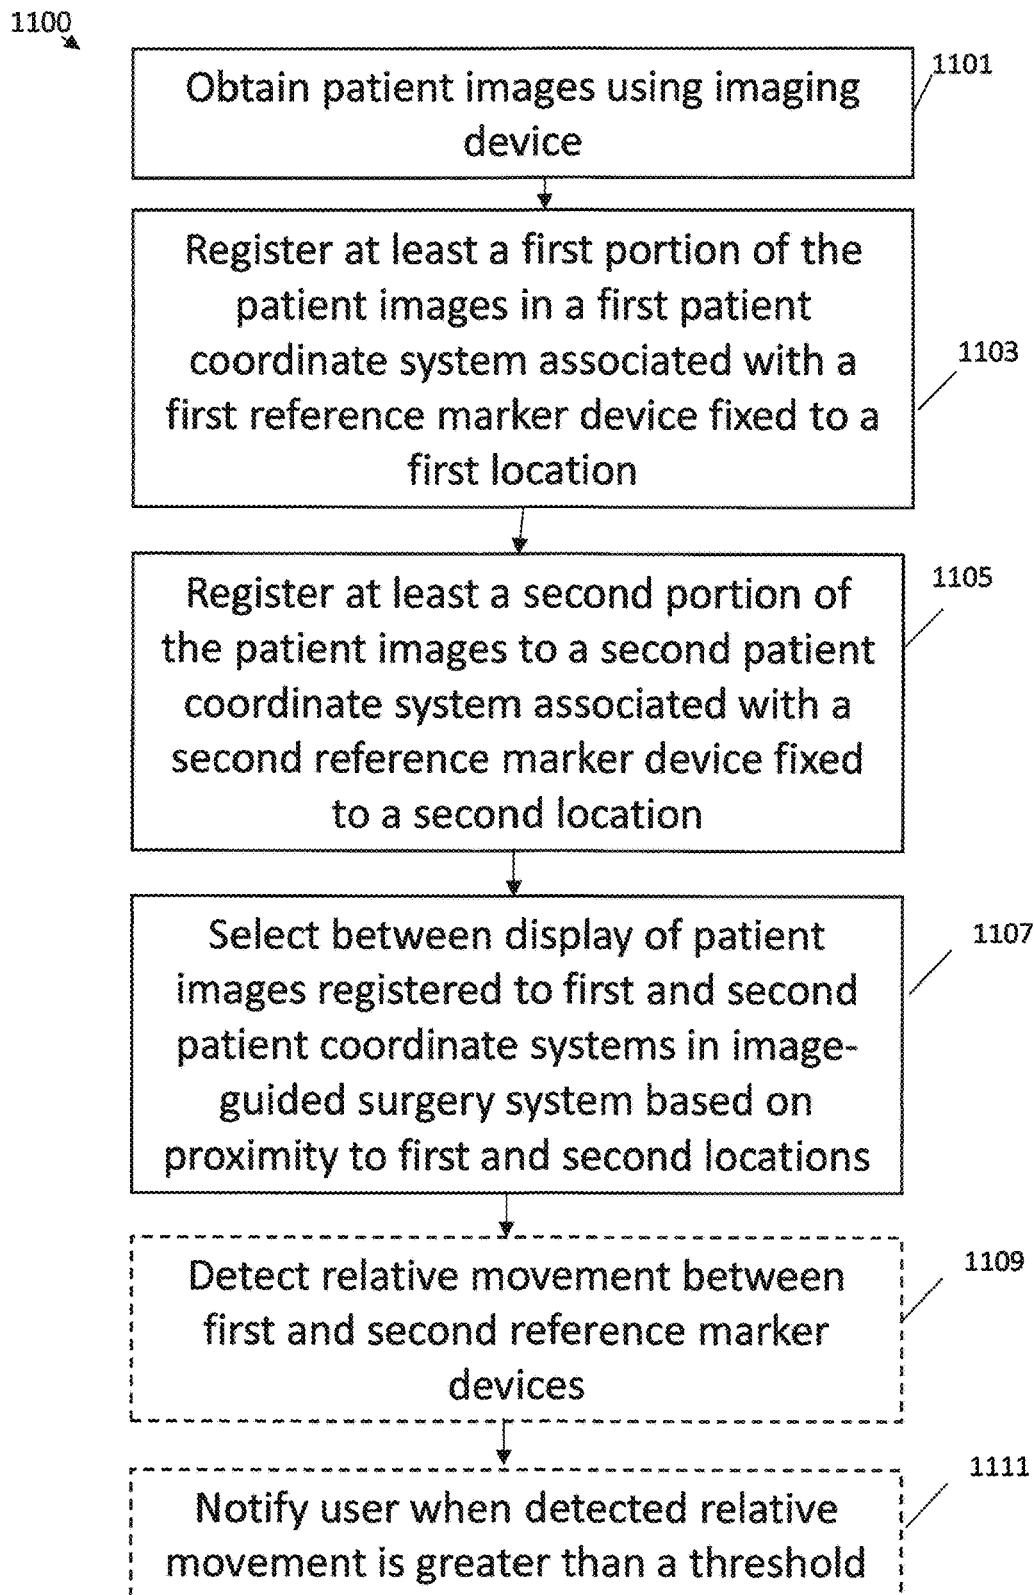 1100
1101
Obtain patient images using imaging
device
Register at least a first portion of the
patient images in a first patient
coordinate system associated with a
first reference marker device fixed to a
first location
1103
Register at least a second portion of
the patient images to a second patient
coordinate system associated with a
second reference marker device fixed
to a second location
1105
Select between display of patient
images registered to first and second
patient coordinate systems in image-
guided surgery system based on
proximity to first and second locations
1107
Detect relative movement between
first and second reference marker
devices
1109
Notify user when detected relative
movement is greater than a threshold
1111